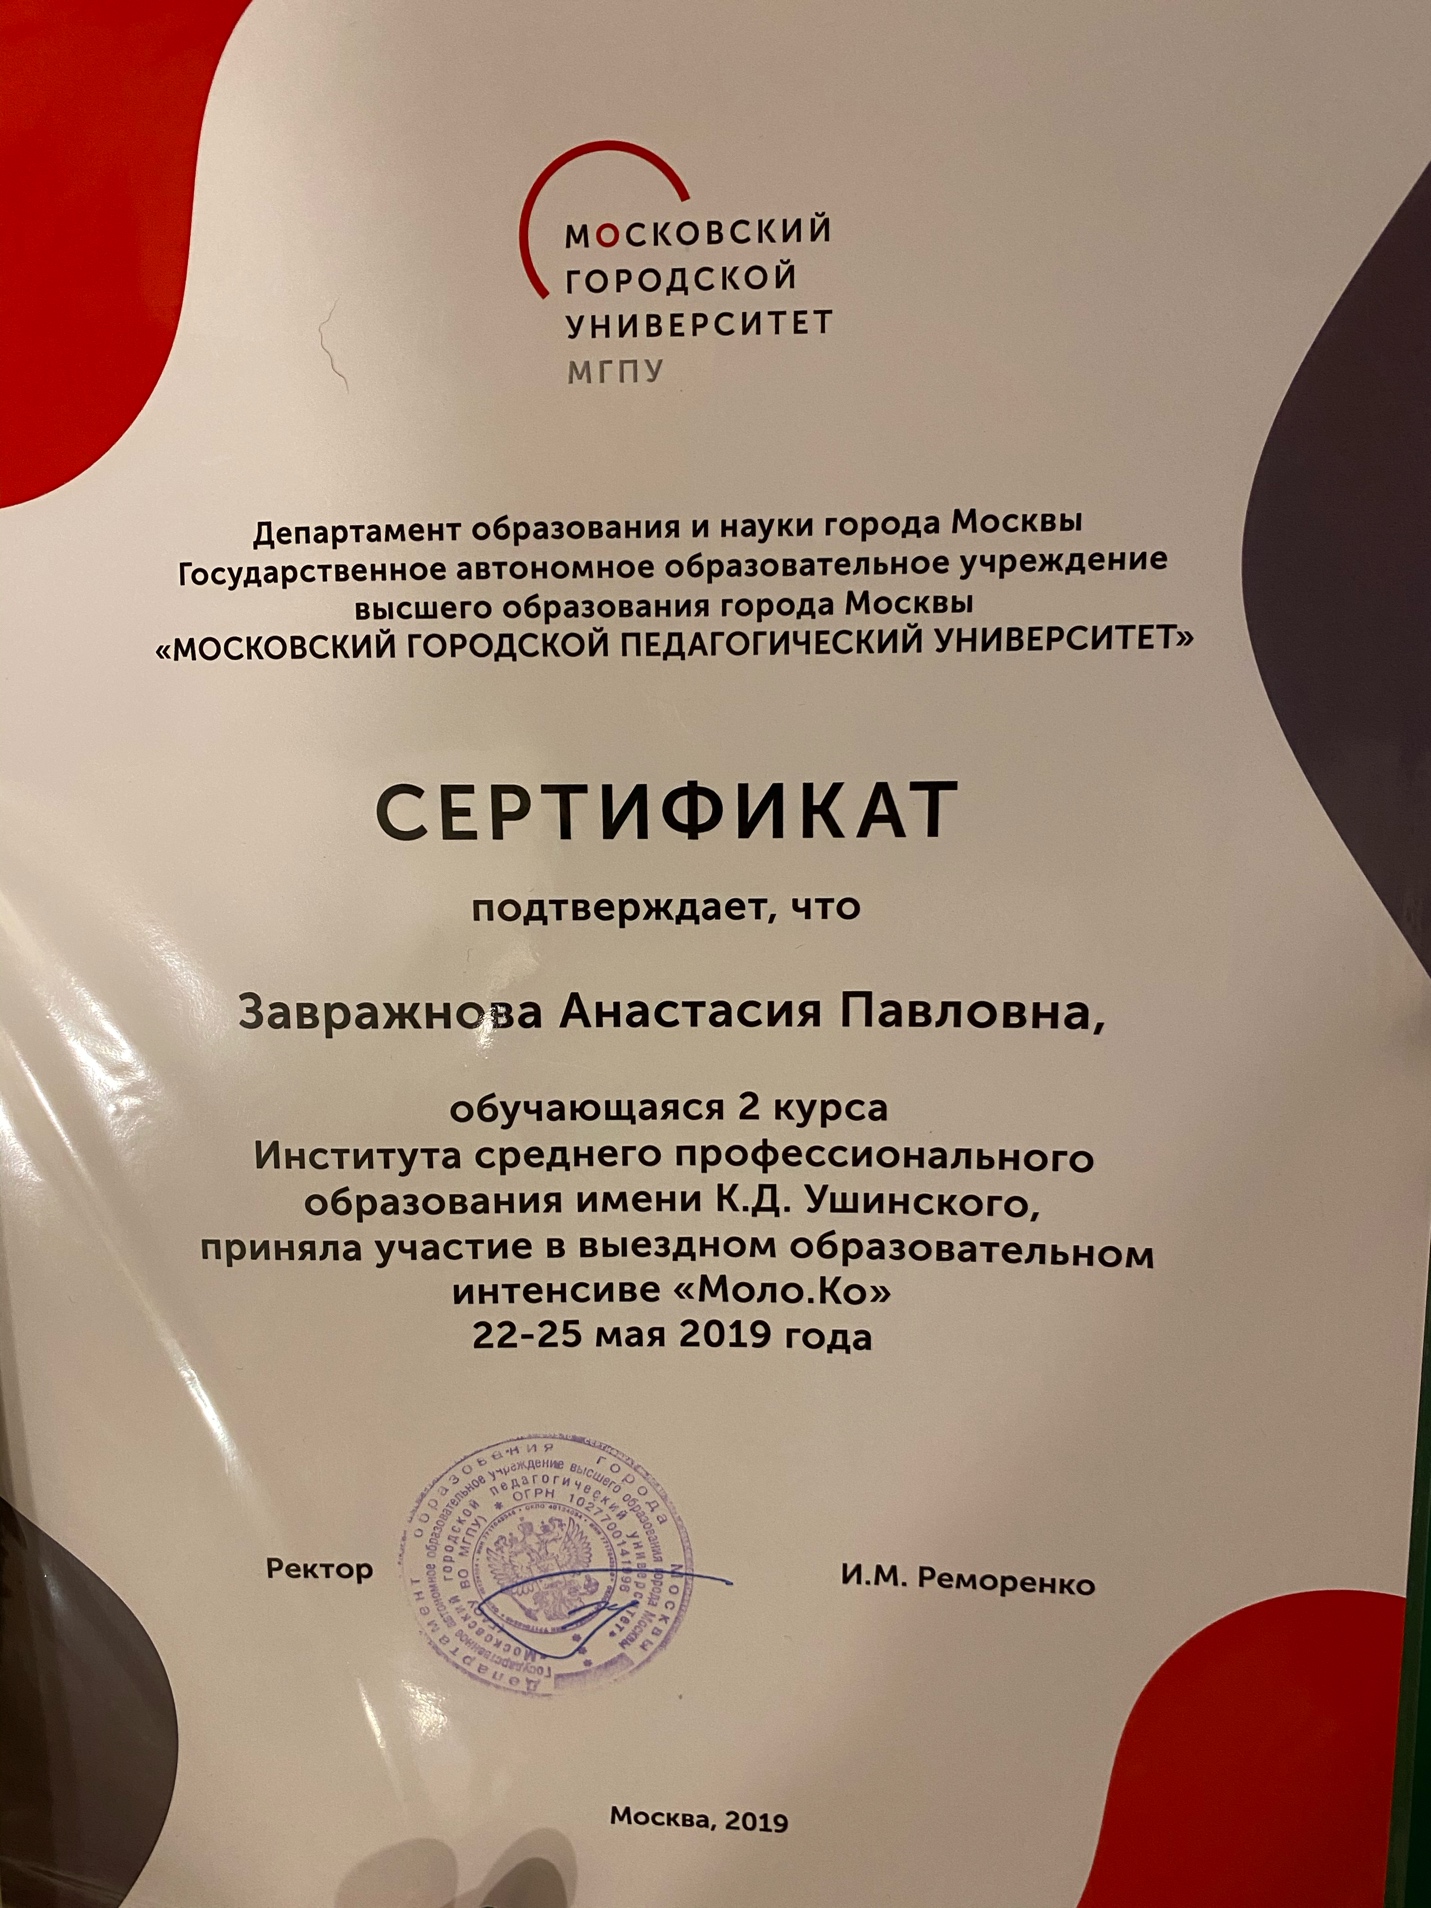 МОСКОВСКИЙ
ГОРОДСКОЙ
УНИВЕРСИТЕТ
МГПУ
Департамент образования и науки города Москвы
Государственное автономное образовательное учреждение
высшего образования города Москвы
«МОСКОВСКИЙ ГОРОДСКОЙ ПЕДАГОГИЧЕСКИЙ УНИВЕРСИТЕТ»
СЕРТИФИКАТ
подтверждает, что
Завражнова Анастасия Павловна,
обучающаяся 2 курса
Института среднего профессионального
образования имени К.Д. Ушинского,
приняла участие в выездном образовательном
интенсиве «Моло.Ко»
22-25 мая 2019 года
Департамент образования города Москвы
Государственное автономное образовательное учреждение высшего образования города Москвы
«Московский городской педагогический университет»
(ГАОУ ВО МГПУ) * ОГРН 1027700141996
Ректор
И.М. Реморенко
Москва, 2019